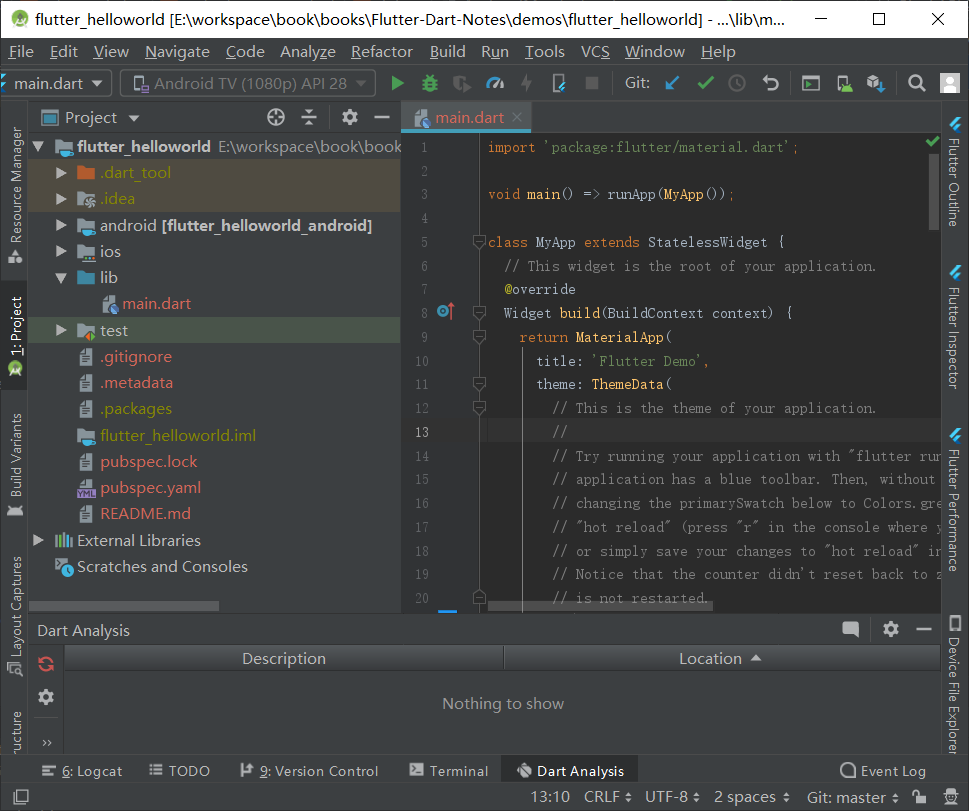 flutter_helloworld [E:\workspace\book\books\Flutter-Dart-Notes\demos\flutter_helloworld] - ...\lib\m...
File Edit View Navigate Code Analyze Refactor Build Run Tools VCS Window Help
main.dart Android TV (1080p) API 28 Git:
Project
main.dart
flutter_helloworld E:\workspace\book\book
.dart_tool
.idea
android [flutter_helloworld_android]
ios
lib
main.dart
test
.gitignore
.metadata
.packages
flutter_helloworld.iml
pubspec.lock
pubspec.yaml
README.md
External Libraries
Scratches and Consoles
1 import 'package:flutter/material.dart';
2
3 void main() => runApp(MyApp());
4
5 class MyApp extends StatelessWidget {
6 // This widget is the root of your application.
7 @override
8 Widget build(BuildContext context) {
9 return MaterialApp(
10 title: 'Flutter Demo',
11 theme: ThemeData(
12 // This is the theme of your application.
13 //
14 // Try running your application with "flutter run
15 // application has a blue toolbar. Then, without
16 // changing the primarySwatch below to Colors.gre
17 // "hot reload" (press "r" in the console where y
18 // or simply save your changes to "hot reload" in
19 // Notice that the counter didn't reset back to z
20 // is not restarted.
Resource Manager
1: Project
Build Variants
Layout Captures
ructure
Flutter Outline
Flutter Inspector
Flutter Performance
Device File Explorer
Dart Analysis
Description Location
Nothing to show
6: Logcat TODO 9: Version Control Terminal Dart Analysis Event Log
13:10 CRLF UTF-8 2 spaces Git: master